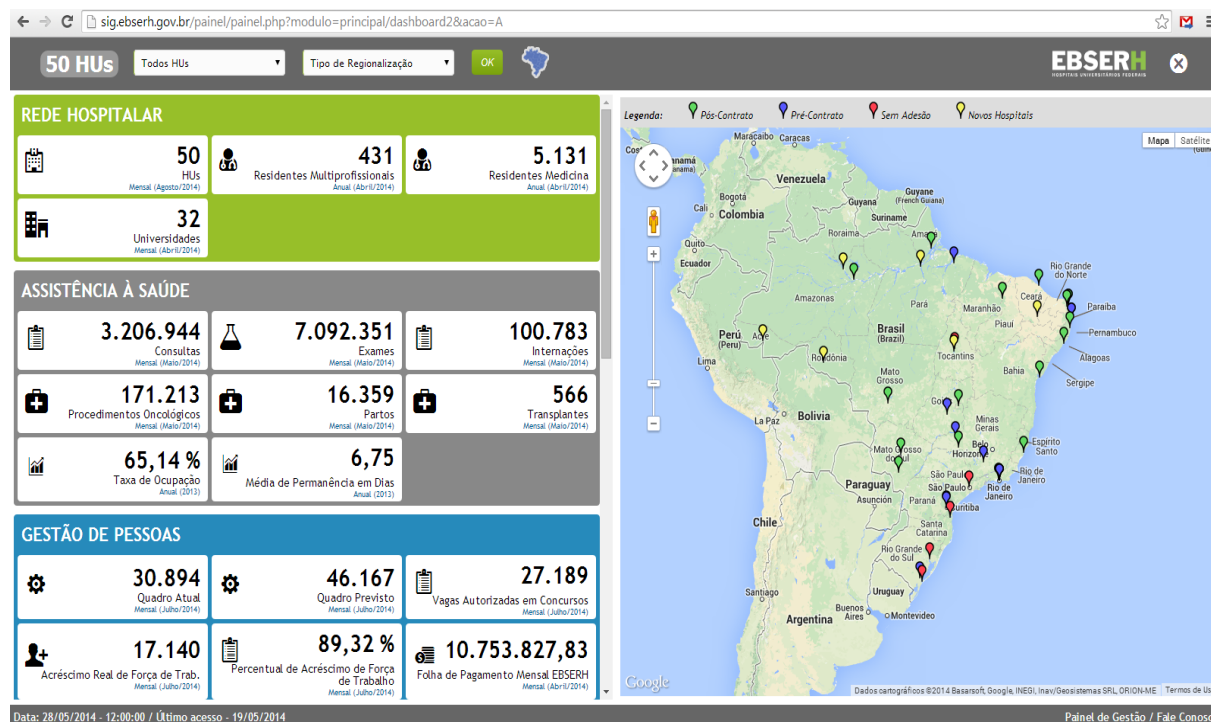 sig.ebserh.gov.br/painel/painel.php?modulo=principal/dashboard2&acao=A
50 HUs
Todos HUs
Tipo de Regionalização
OK
EBSERH
HOSPITAIS UNIVERSITÁRIOS FEDERAIS
REDE HOSPITALAR
50
HUs
Mensal (Agosto/2014)
431
Residentes Multiprofissionais
Anual (Abril/2014)
5.131
Residentes Medicina
Anual (Abril/2014)
32
Universidades
Mensal (Abril/2014)
ASSISTÊNCIA À SAÚDE
3.206.944
Consultas
Mensal (Maio/2014)
7.092.351
Exames
Mensal (Maio/2014)
100.783
Internações
Mensal (Maio/2014)
171.213
Procedimentos Oncológicos
Mensal (Maio/2014)
16.359
Partos
Mensal (Maio/2014)
566
Transplantes
Mensal (Maio/2014)
65,14 %
Taxa de Ocupação
Anual (2013)
6,75
Média de Permanência em Dias
Anual (2013)
GESTÃO DE PESSOAS
30.894
Quadro Atual
Mensal (Julho/2014)
46.167
Quadro Previsto
Mensal (Julho/2014)
27.189
Vagas Autorizadas em Concursos
Mensal (Julho/2014)
17.140
Acréscimo Real de Força de Trab.
Mensal (Julho/2014)
89,32 %
Percentual de Acréscimo de Força
de Trabalho
Mensal (Julho/2014)
10.753.827,83
Folha de Pagamento Mensal EBSERH
Mensal (Abril/2014)
Legenda:
Pós-Contrato
Pré-Contrato
Sem Adesão
Novos Hospitais
Mapa
Satélite
Maracaibo
Caracas
Venezuela
Bogotá
Cali
Colombia
Guyana
Guyane
(French Guiana)
Suriname
Roraima
Quito
Ecuador
Amazonas
Pará
Maranhão
Ceará
Rio Grande
do Norte
Paraíba
Piauí
Pernambuco
Alagoas
Sergipe
Perú
(Peru)
Lima
Brasil
(Brazil)
Rondônia
Tocantins
Bahia
Mato
Grosso
La Paz
Bolivia
Minas
Gerais
Belo
Horizonte
Espírito
Santo
Mato Grosso
do Sul
São Paulo
São Paulo
Rio de
Janeiro
Rio de
Janeiro
Paraguay
Asunción
Paraná
Curitiba
Chile
Santa
Catarina
Rio Grande
do Sul
Santiago
Uruguay
Buenos
Aires
Montevideo
Argentina
Google
Dados cartográficos ©2014 Basarsoft, Google, INEGI, Inav/Geosistemas SRL, ORION-ME
Termos de Us
Data: 28/05/2014 - 12:00:00 / Último acesso - 19/05/2014
Painel de Gestão / Fale Conosc